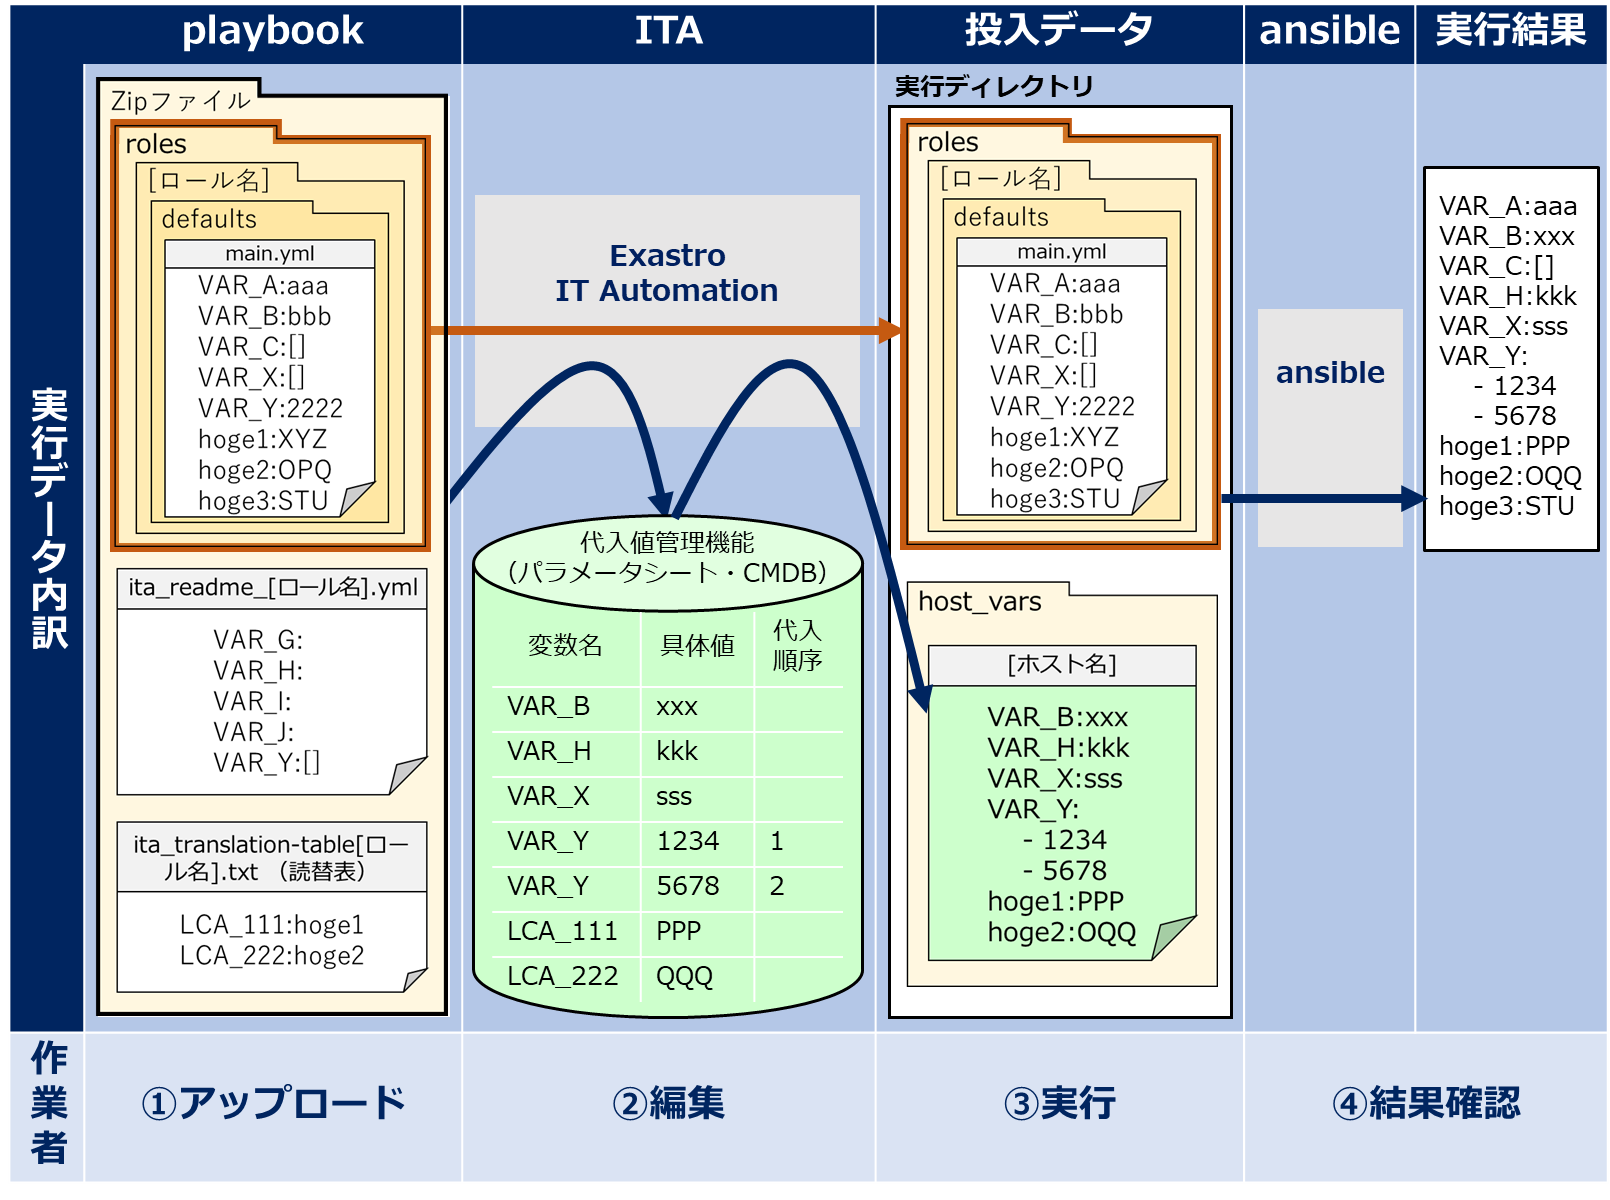 playbook
ITA
投入データ
ansible
実行結果
実行データ内訳
Zipファイル
roles
[ロール名]
defaults
main.yml
VAR_A:aaa
VAR_B:bbb
VAR_C:[]
VAR_X:[]
VAR_Y:2222
hoge1:XYZ
hoge2:OPQ
hoge3:STU
ita_readme_[ロール名].yml
VAR_G:
VAR_H:
VAR_I:
VAR_J:
VAR_Y:[]
ita_translation-table[ロー
ル名].txt （読替表）
LCA_111:hoge1
LCA_222:hoge2
Exastro
IT Automation
代入値管理機能
（パラメータシート・CMDB）
変数名 具体値 代入
順序
VAR_B xxx
VAR_H kkk
VAR_X sss
VAR_Y 1234 1
VAR_Y 5678 2
LCA_111 PPP
LCA_222 QQQ
実行ディレクトリ
roles
[ロール名]
defaults
main.yml
VAR_A:aaa
VAR_B:bbb
VAR_C:[]
VAR_X:[]
VAR_Y:2222
hoge1:XYZ
hoge2:OPQ
hoge3:STU
host_vars
[ホスト名]
VAR_B:xxx
VAR_H:kkk
VAR_X:sss
VAR_Y:
- 1234
- 5678
hoge1:PPP
hoge2:OQQ
ansible
VAR_A:aaa
VAR_B:xxx
VAR_C:[]
VAR_H:kkk
VAR_X:sss
VAR_Y:
- 1234
- 5678
hoge1:PPP
hoge2:OQQ
hoge3:STU
作業者
①アップロード
②編集
③実行
④結果確認